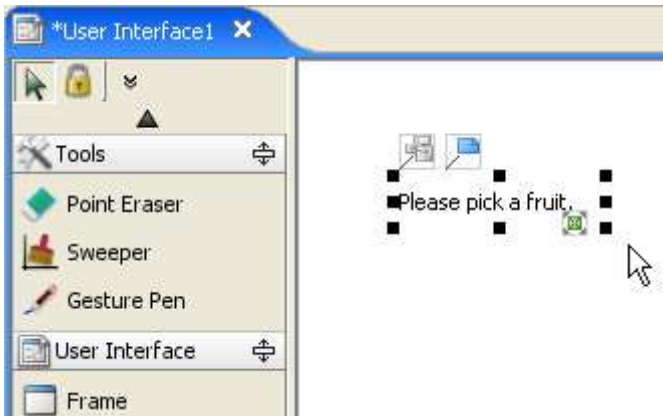 *User Interface1
Tools
Point Eraser
Sweeper
Gesture Pen
User Interface
Frame
Please pick a fruit.